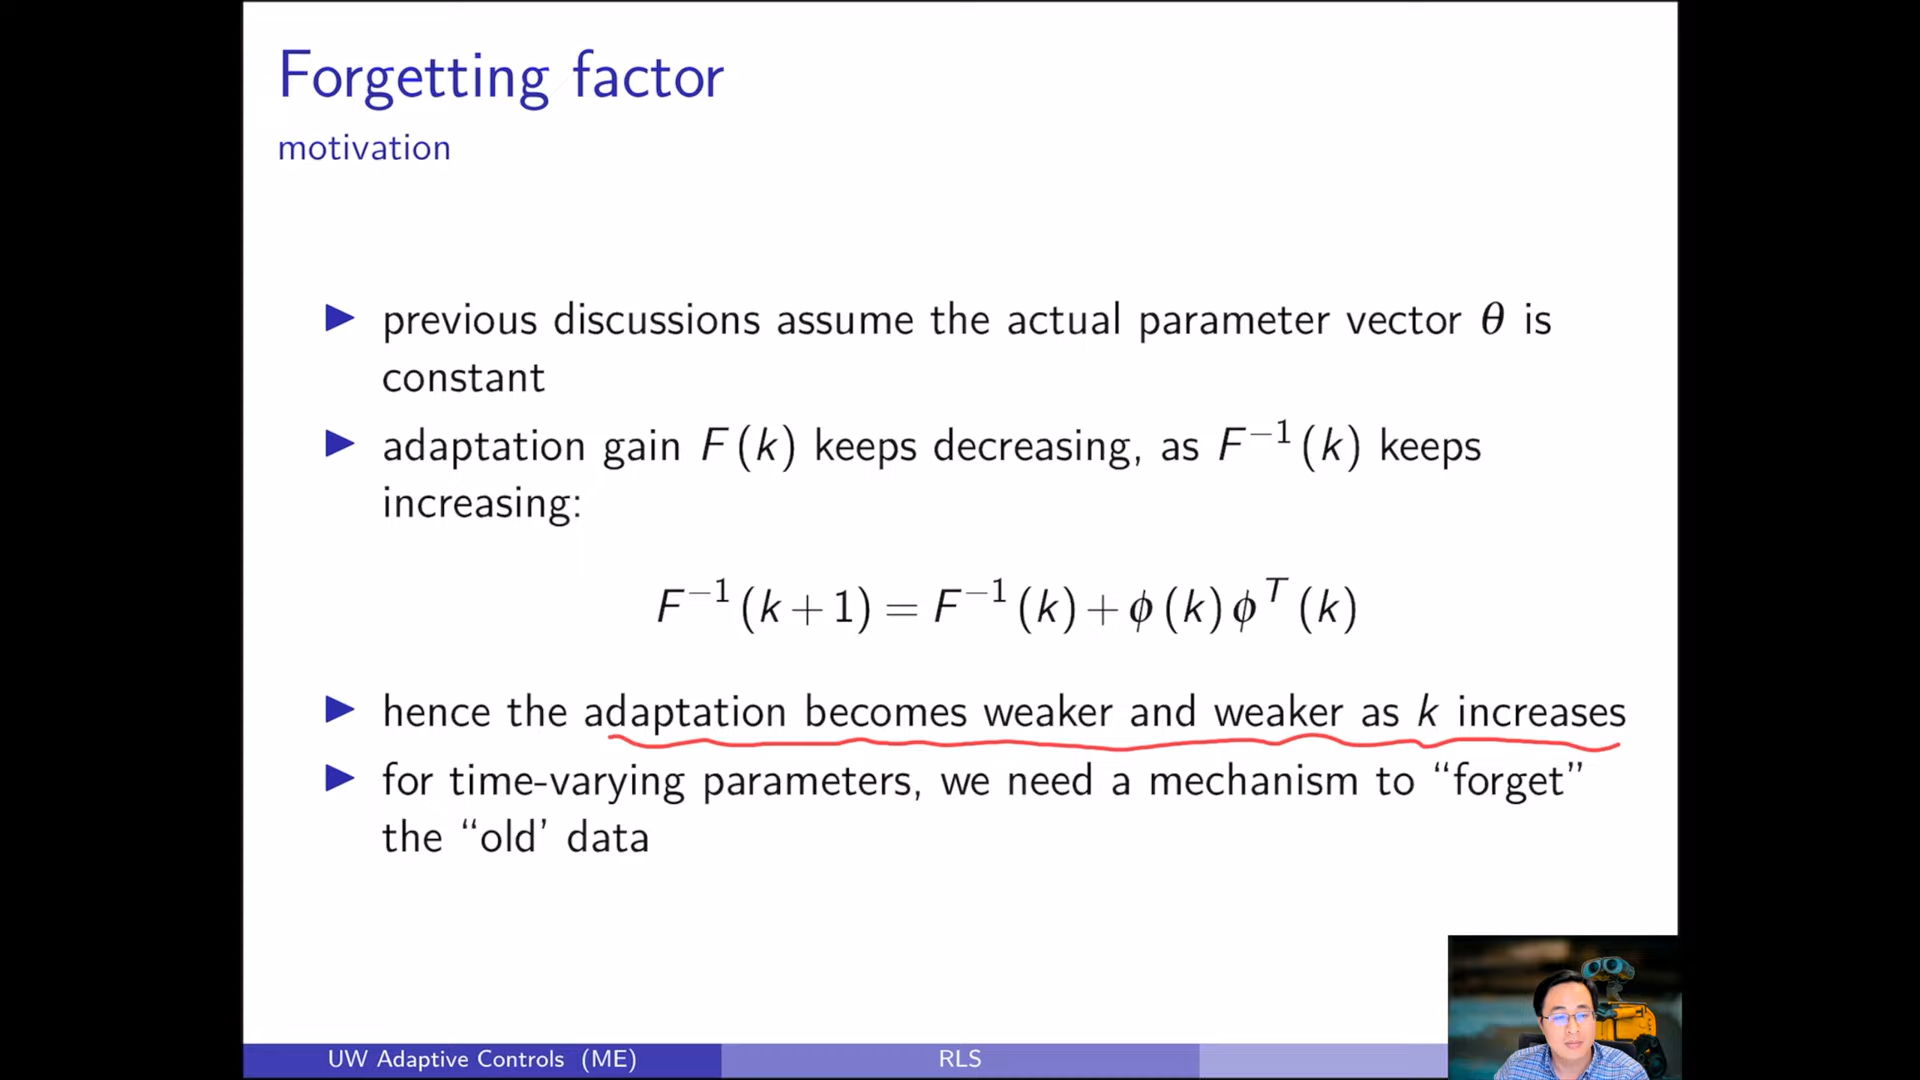 Forgetting factor
motivation
▶ previous discussions assume the actual parameter vector θ is
constant
▶ adaptation gain F(k) keeps decreasing, as F⁻¹(k) keeps
increasing:
F⁻¹(k+1) = F⁻¹(k) + ϕ(k)ϕᵀ(k)
▶ hence the adaptation becomes weaker and weaker as k increases
▶ for time-varying parameters, we need a mechanism to “forget”
the “old’ data
UW Adaptive Controls (ME)
RLS